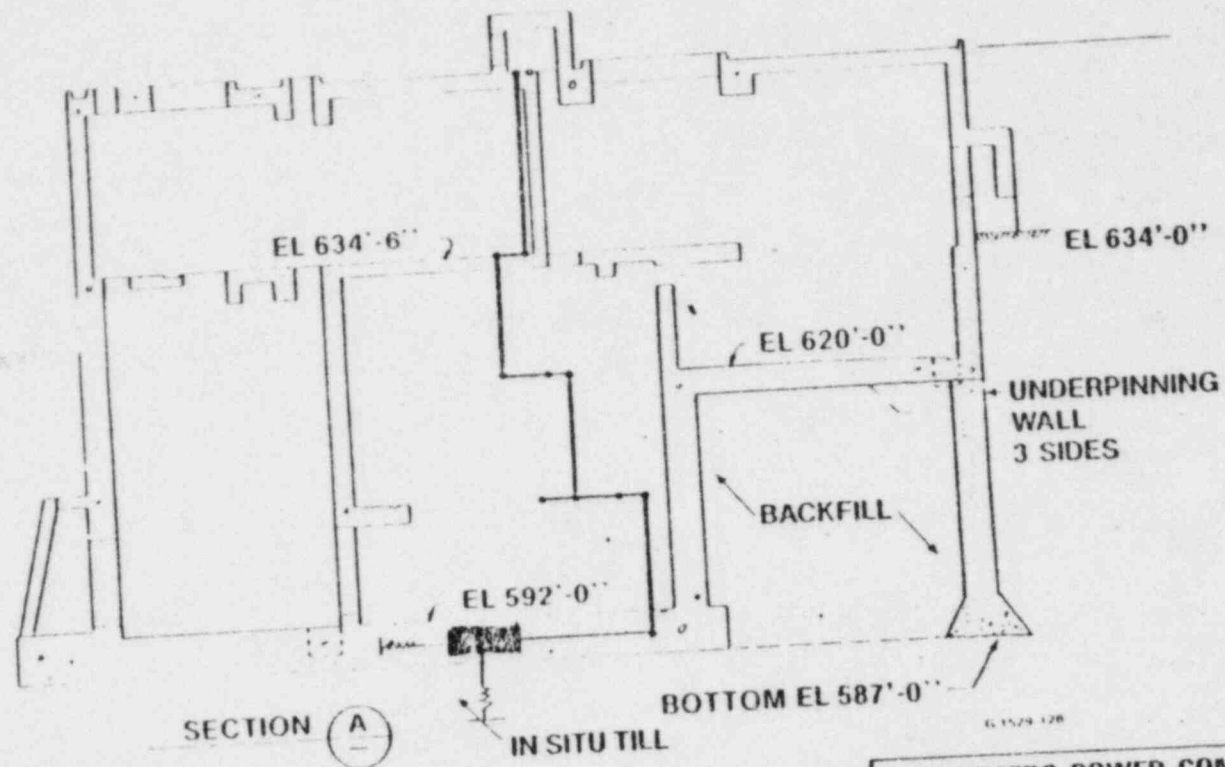 EL 634'-6"
EL 634'-0"
EL 620'-0"
UNDERPINNING
WALL
3 SIDES
BACKFILL
EL 592'-0"
BOTTOM EL 587'-0"
SECTION A
IN SITU TILL
POWER